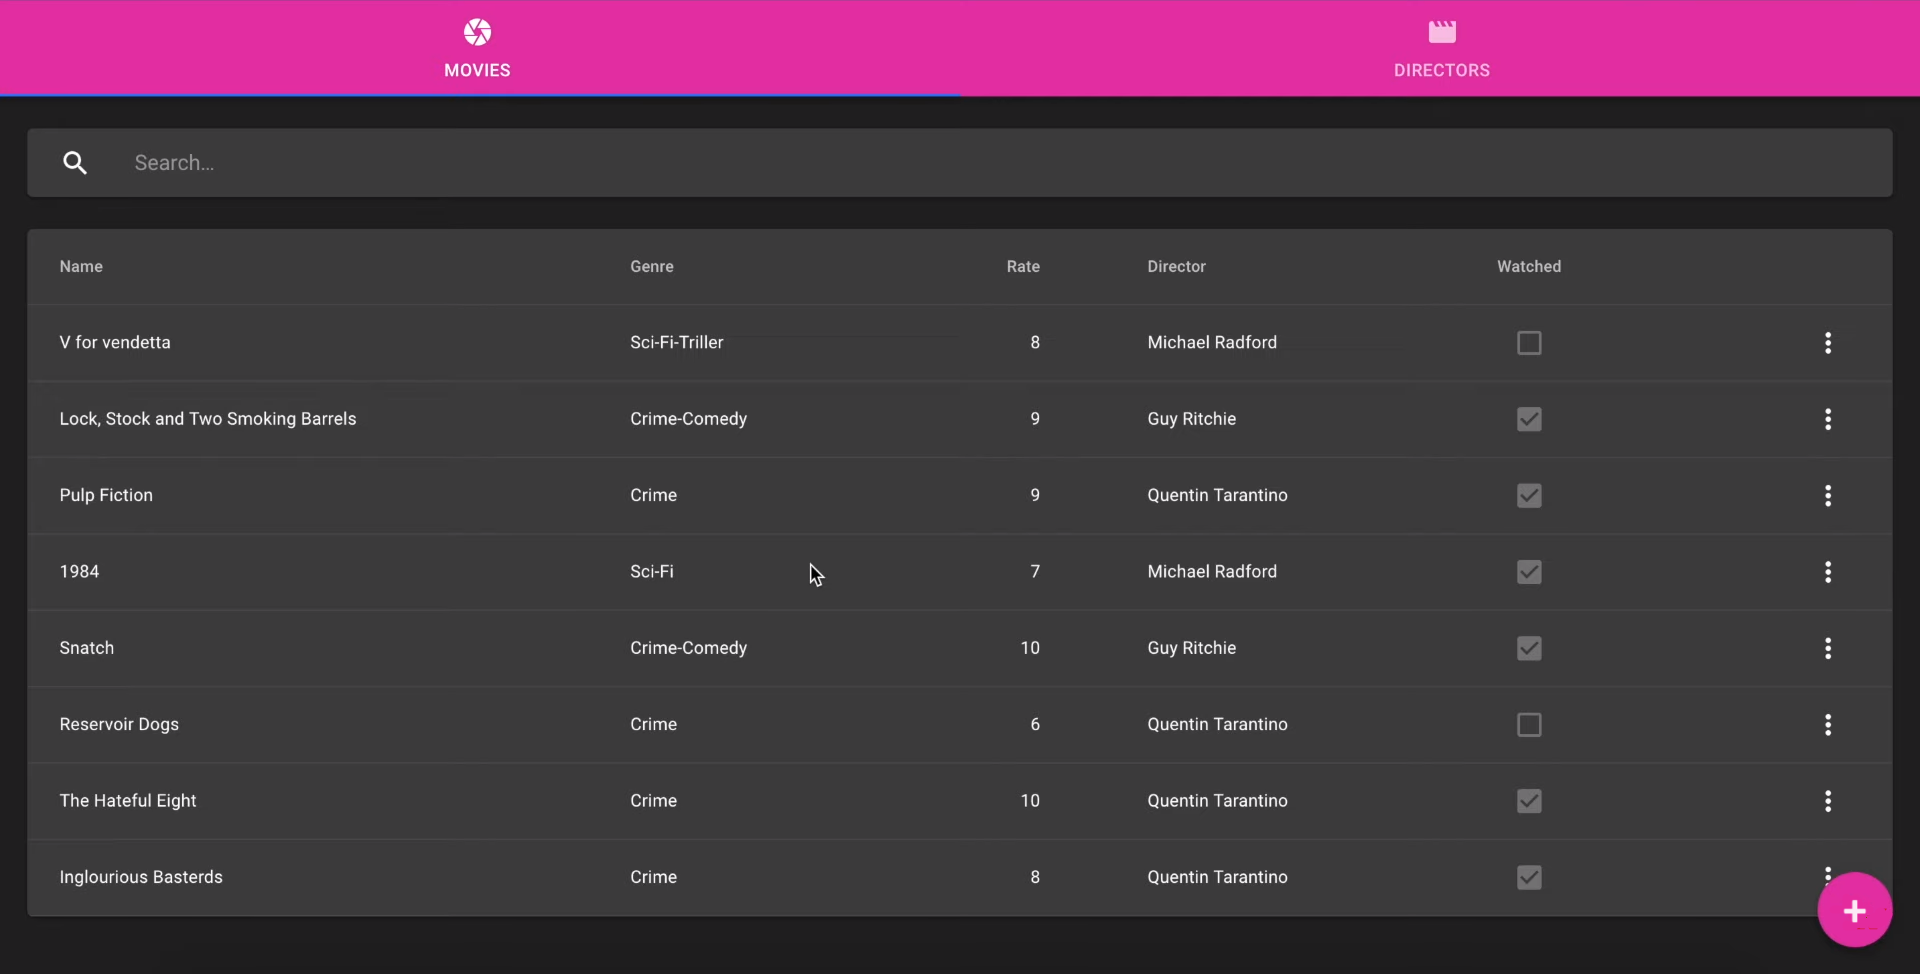 MOVIES
DIRECTORS
Search...
Name Genre Rate Director Watched
V for vendetta Sci-Fi-Triller 8 Michael Radford
Lock, Stock and Two Smoking Barrels Crime-Comedy 9 Guy Ritchie
Pulp Fiction Crime 9 Quentin Tarantino
1984 Sci-Fi 7 Michael Radford
Snatch Crime-Comedy 10 Guy Ritchie
Reservoir Dogs Crime 6 Quentin Tarantino
The Hateful Eight Crime 10 Quentin Tarantino
Inglourious Basterds Crime 8 Quentin Tarantino